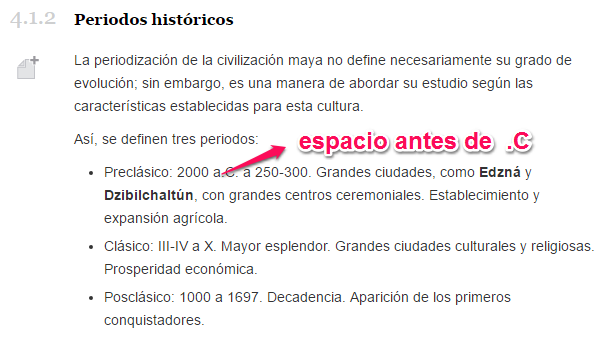 4.1.2 Periodos históricos
La periodización de la civilización maya no define necesariamente su grado de
evolución; sin embargo, es una manera de abordar su estudio según las
características establecidas para esta cultura.
Así, se definen tres periodos:
espacio antes de .C
• Preclásico: 2000 a.C. a 250-300. Grandes ciudades, como Edzná y
Dzibilchaltún, con grandes centros ceremoniales. Establecimiento y
expansión agrícola.
• Clásico: III-IV a X. Mayor esplendor. Grandes ciudades culturales y religiosas.
Prosperidad económica.
• Posclásico: 1000 a 1697. Decadencia. Aparición de los primeros
conquistadores.